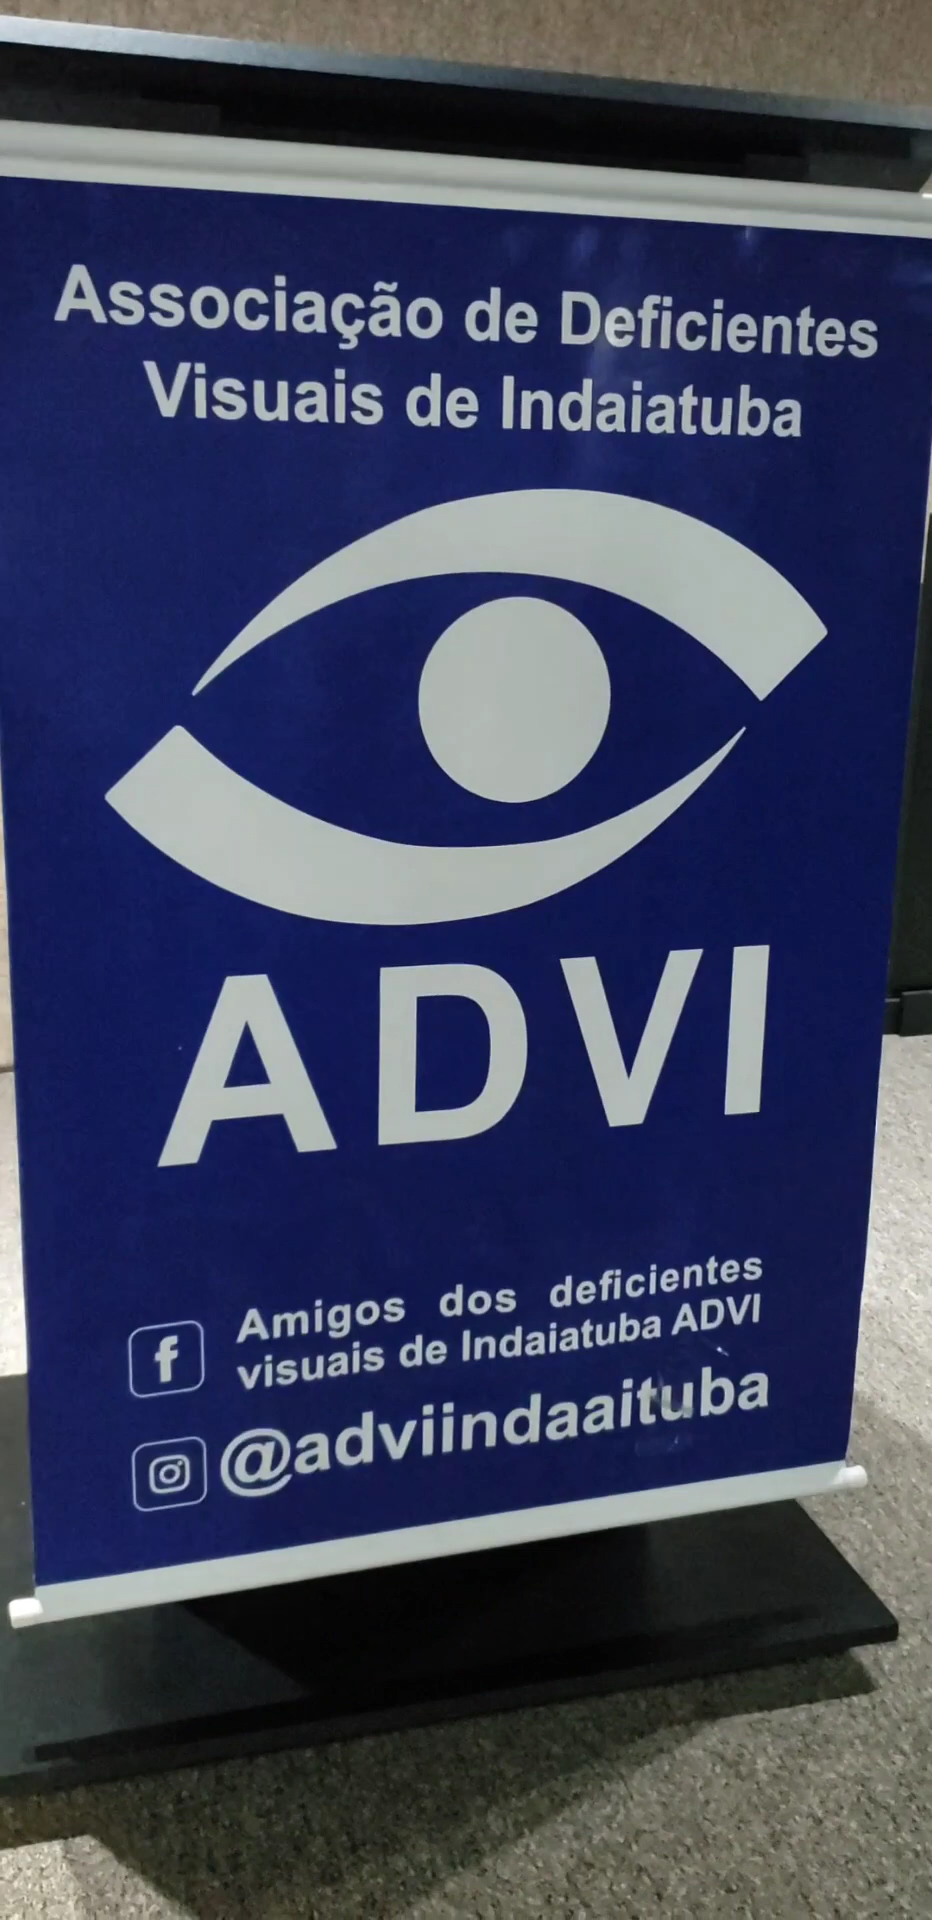 Associação de Deficientes
Visuais de Indaiatuba
ADVI
f
Amigos dos deficientes
visuais de Indaiatuba ADVI
@adviindaaituba